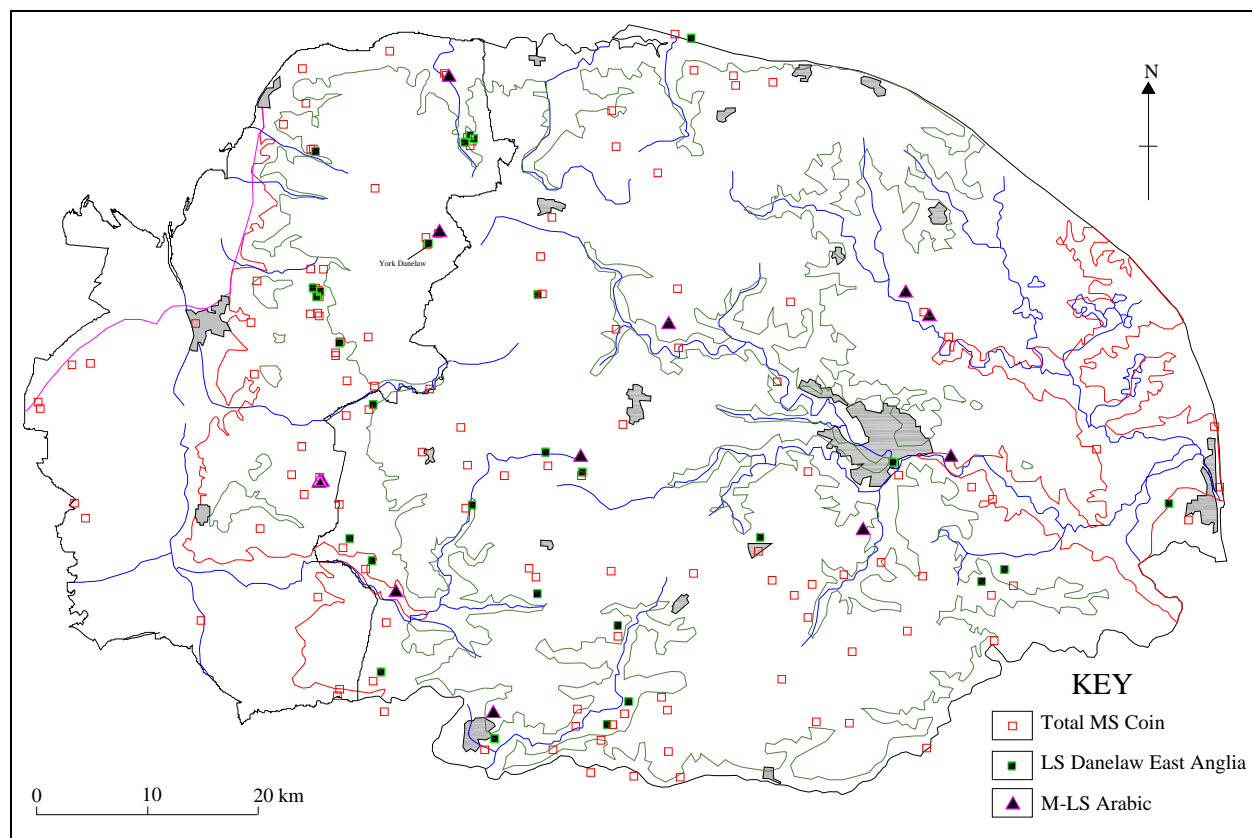 N
York Danelaw
KEY
Total MS Coin
LS Danelaw East Anglia
M-LS Arabic
0 10 20 km